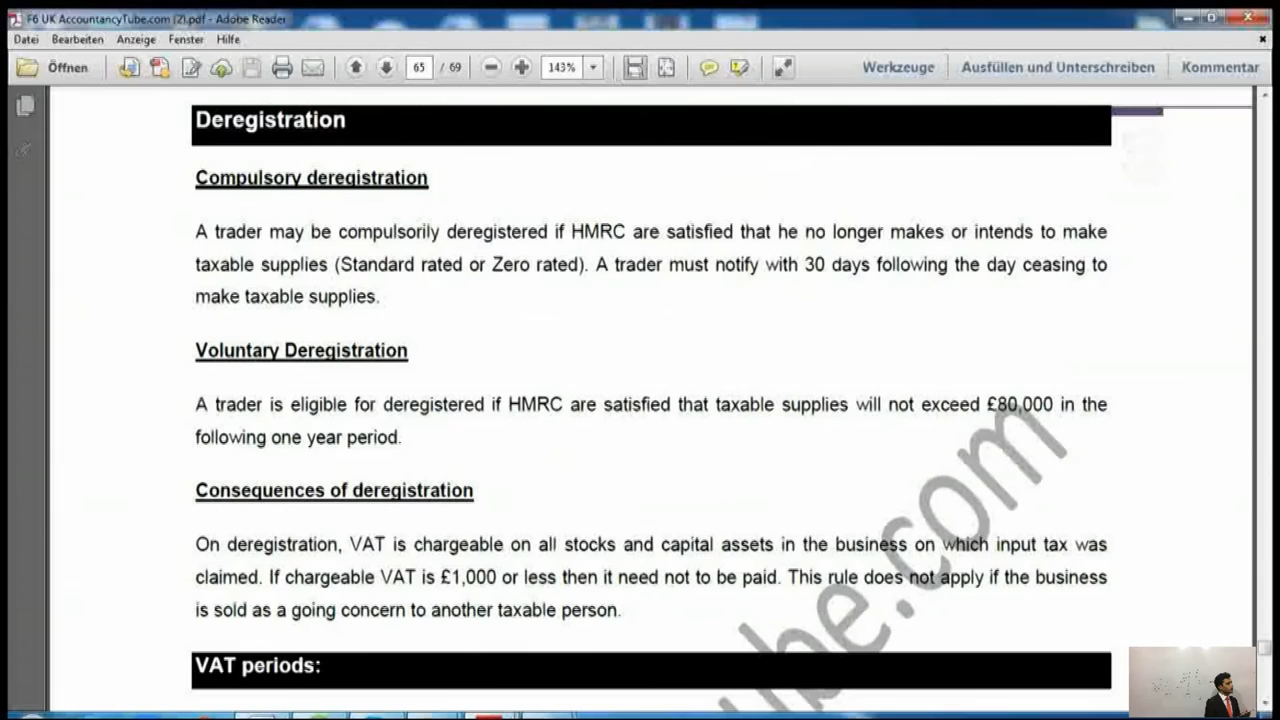 F6 UK AccountancyTube.com (2).pdf - Adobe Reader
Datei Bearbeiten Anzeige Fenster Hilfe
Öffnen 65 / 69 143% Werkzeuge Ausfüllen und Unterschreiben Kommentar
Deregistration
Compulsory deregistration
A trader may be compulsorily deregistered if HMRC are satisfied that he no longer makes or intends to make
taxable supplies (Standard rated or Zero rated). A trader must notify with 30 days following the day ceasing to
make taxable supplies.
Voluntary Deregistration
A trader is eligible for deregistered if HMRC are satisfied that taxable supplies will not exceed £80,000 in the
following one year period.
Consequences of deregistration
On deregistration, VAT is chargeable on all stocks and capital assets in the business on which input tax was
claimed. If chargeable VAT is £1,000 or less then it need not to be paid. This rule does not apply if the business
is sold as a going concern to another taxable person.
VAT periods:
ube.com